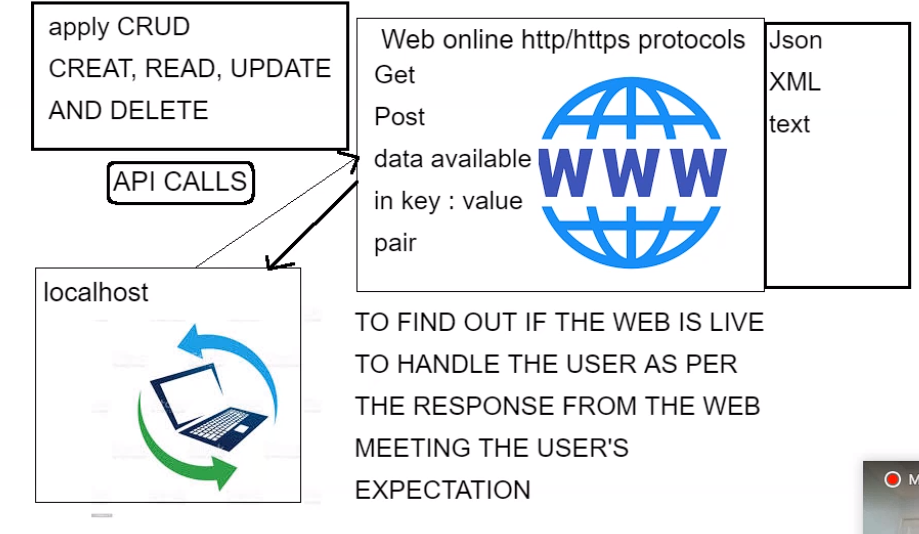 apply CRUD
CREAT, READ, UPDATE
AND DELETE
API CALLS
Web online http/https protocols
Get
Post
data available
in key : value
pair
WWW
Json
XML
text
localhost
TO FIND OUT IF THE WEB IS LIVE
TO HANDLE THE USER AS PER
THE RESPONSE FROM THE WEB
MEETING THE USER'S
EXPECTATION